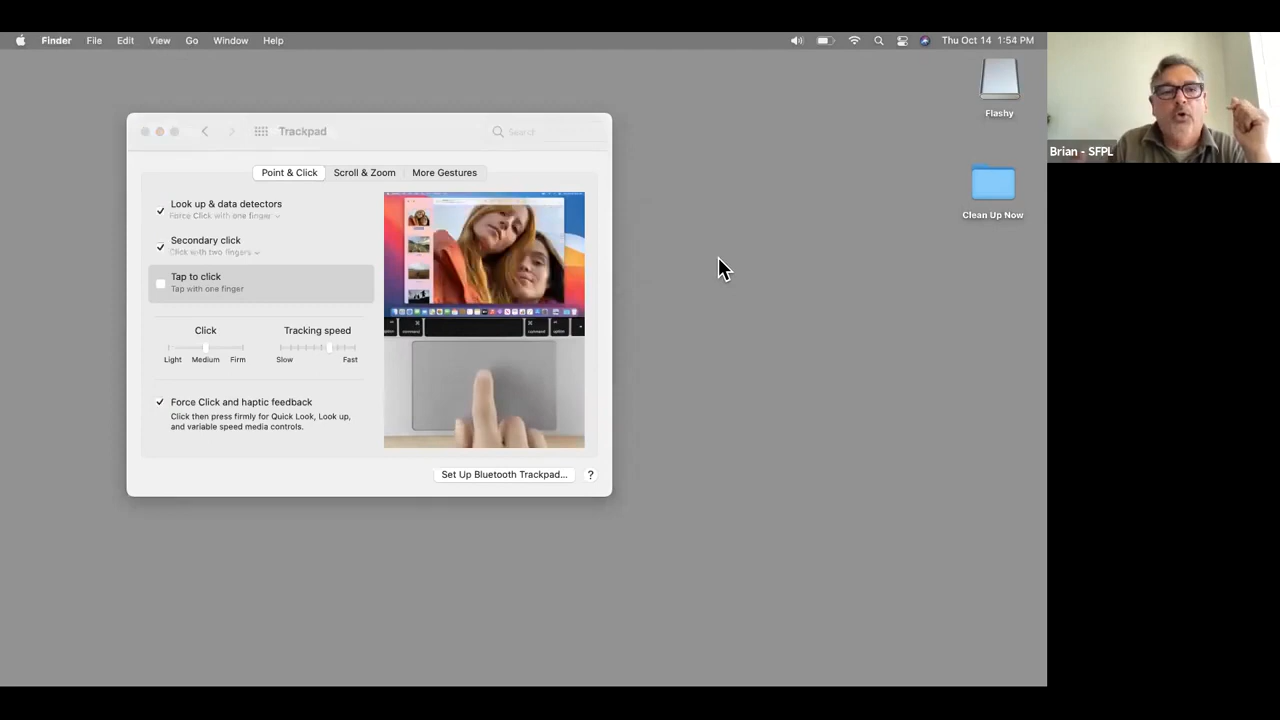 Finder File Edit View Go Window Help Thu Oct 14 1:54 PM
Flashy
Brian - SFPL
Clean Up Now
Trackpad
Search
Point & Click Scroll & Zoom More Gestures
Look up & data detectors
Force Click with one finger
Secondary click
Click with two fingers
Tap to click
Tap with one finger
Click Tracking speed
Light Medium Firm Slow Fast
Force Click and haptic feedback
Click then press firmly for Quick Look, Look up,
and variable speed media controls.
command command
Set Up Bluetooth Trackpad... ?